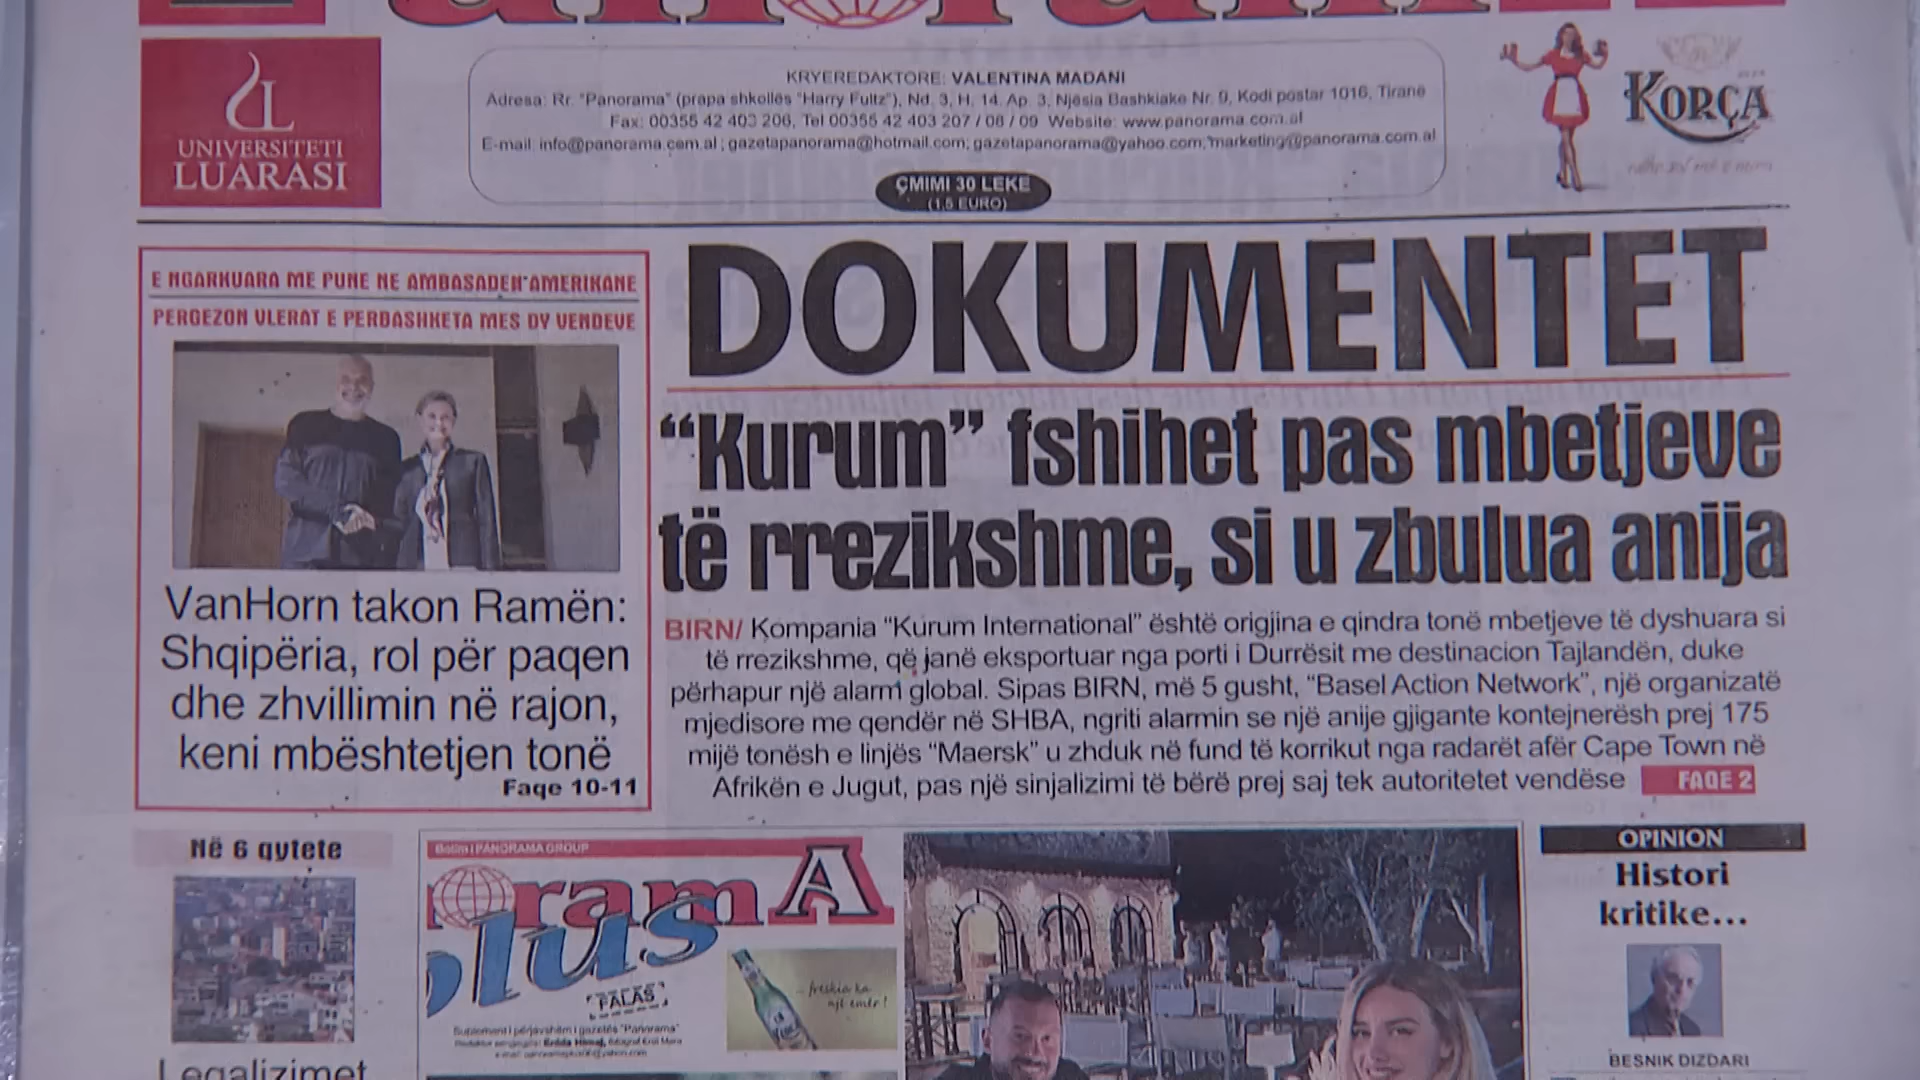 UNIVERSITETI
LUARASI
KRYEREDAKTORE: VALENTINA MADANI
Adresa: Rr. "Panorama" (prapa shkollës "Harry Fultz"), Nd. 3, H. 14, Ap. 3, Njësia Bashkiake Nr. 9, Kodi postar 1016, Tiranë
Fax: 00355 42 403 206, Tel 00355 42 403 207 / 08 / 09 Website: www.panorama.com.al
E-mail: info@panorama.com.al ; gazetapanorama@hotmail.com; gazetapanorama@yahoo.com; marketing@panorama.com.al
ÇMIMI 30 LEKE
(1,5 EURO)
KORÇA
E NGARKUARA ME PUNE NE AMBASADEN AMERIKANE
PERGEZON VLERAT E PERBASHKETA MES DY VENDEVE
VanHorn takon Ramën:
Shqipëria, rol për paqen
dhe zhvillimin në rajon,
keni mbështetjen tonë
Faqe 10-11
DOKUMENTET
"Kurum" fshihet pas mbetjeve
të rrezikshme, si u zbulua anija
BIRN/ Kompania "Kurum International" është origjina e qindra tonë mbetjeve të dyshuara si
të rrezikshme, që janë eksportuar nga porti i Durrësit me destinacion Tajlandën, duke
përhapur një alarm global. Sipas BIRN, më 5 gusht, "Basel Action Network", një organizatë
mjedisore me qendër në SHBA, ngriti alarmin se një anije gjigante kontejnerësh prej 175
mijë tonësh e linjës "Maersk" u zhduk në fund të korrikut nga radarët afër Cape Town në
Afrikën e Jugut, pas një sinjalizimi të bërë prej saj tek autoritetet vendëse FAQE 2
Në 6 qytete
Legalizimet
Botim i PANORAMA GROUP
ramA
plus
FALAS
Suplement i përjavshëm i gazetës "Panorama"
freskia ka
një emër!
OPINION
Histori
kritike...
BESNIK DIZDARI